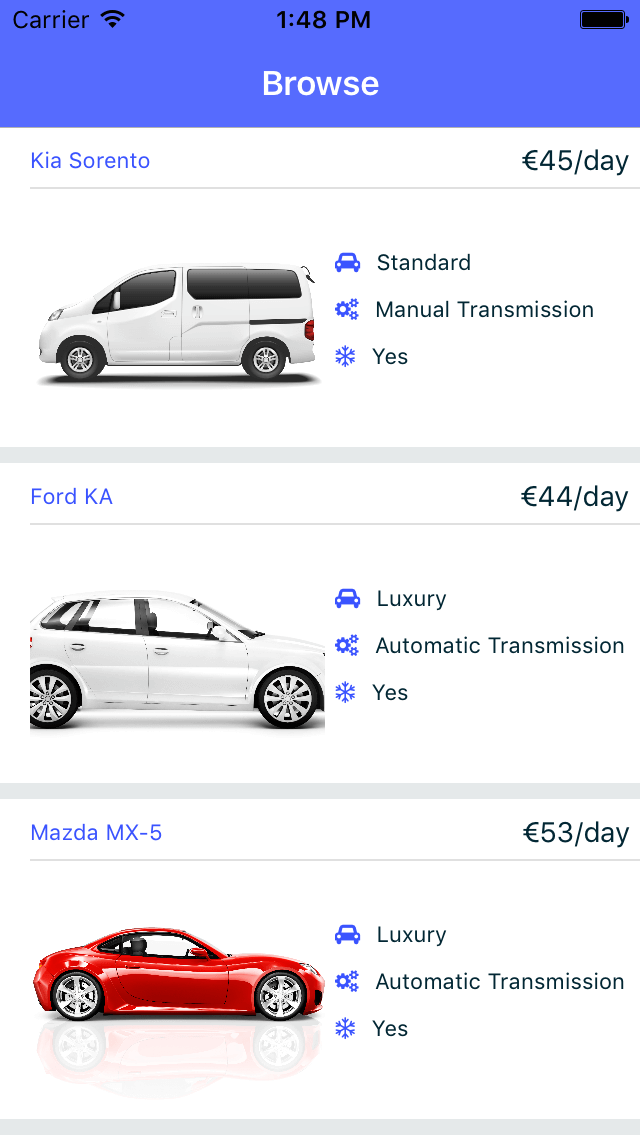 Carrier 1:48 PM
Browse
Kia Sorento €45/day
Standard
Manual Transmission
Yes
Ford KA €44/day
Luxury
Automatic Transmission
Yes
Mazda MX-5 €53/day
Luxury
Automatic Transmission
Yes